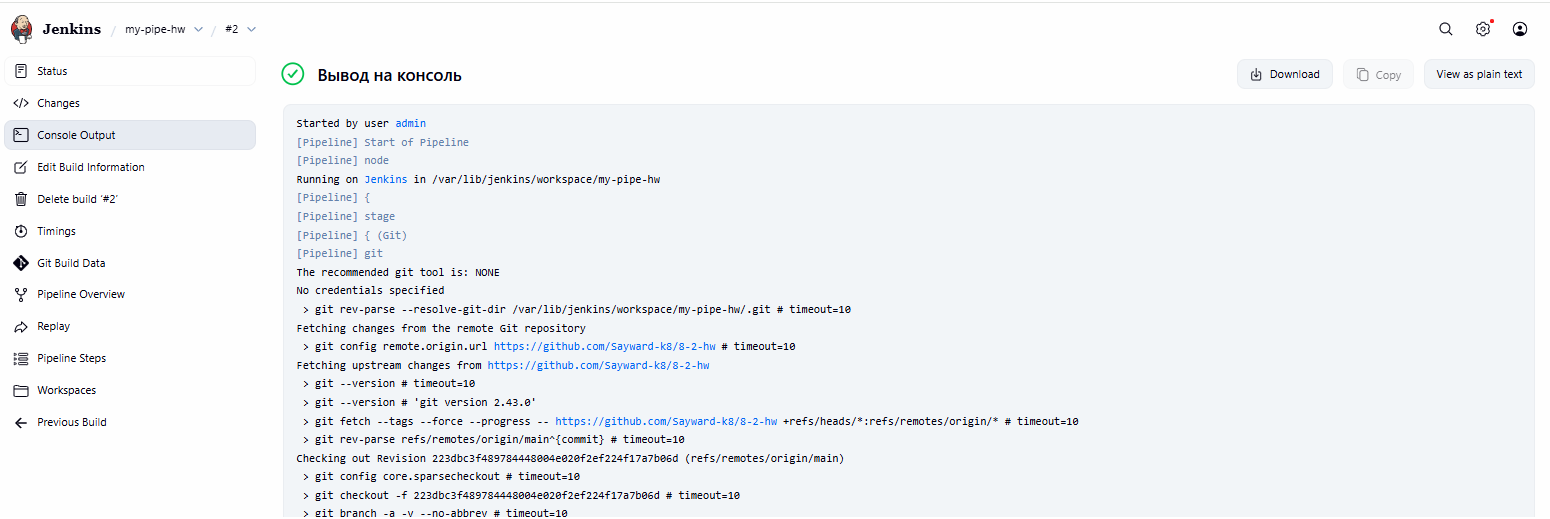 Jenkins / my-pipe-hw / #2
Status
Changes
Console Output
Edit Build Information
Delete build ‘#2’
Timings
Git Build Data
Pipeline Overview
Replay
Pipeline Steps
Workspaces
Previous Build
Вывод на консоль
Download
Copy
View as plain text
Started by user admin
[Pipeline] Start of Pipeline
[Pipeline] node
Running on Jenkins in /var/lib/jenkins/workspace/my-pipe-hw
[Pipeline] {
[Pipeline] stage
[Pipeline] { (Git)
[Pipeline] git
The recommended git tool is: NONE
No credentials specified
> git rev-parse --resolve-git-dir /var/lib/jenkins/workspace/my-pipe-hw/.git # timeout=10
Fetching changes from the remote Git repository
> git config remote.origin.url https://github.com/Sayward-k8/8-2-hw # timeout=10
Fetching upstream changes from https://github.com/Sayward-k8/8-2-hw
> git --version # timeout=10
> git --version # 'git version 2.43.0'
> git fetch --tags --force --progress -- https://github.com/Sayward-k8/8-2-hw +refs/heads/*:refs/remotes/origin/* # timeout=10
> git rev-parse refs/remotes/origin/main^{commit} # timeout=10
Checking out Revision 223dbc3f489784448004e020f2ef224f17a7b06d (refs/remotes/origin/main)
> git config core.sparsecheckout # timeout=10
> git checkout -f 223dbc3f489784448004e020f2ef224f17a7b06d # timeout=10
> git branch -a -v --no-abbrev # timeout=10